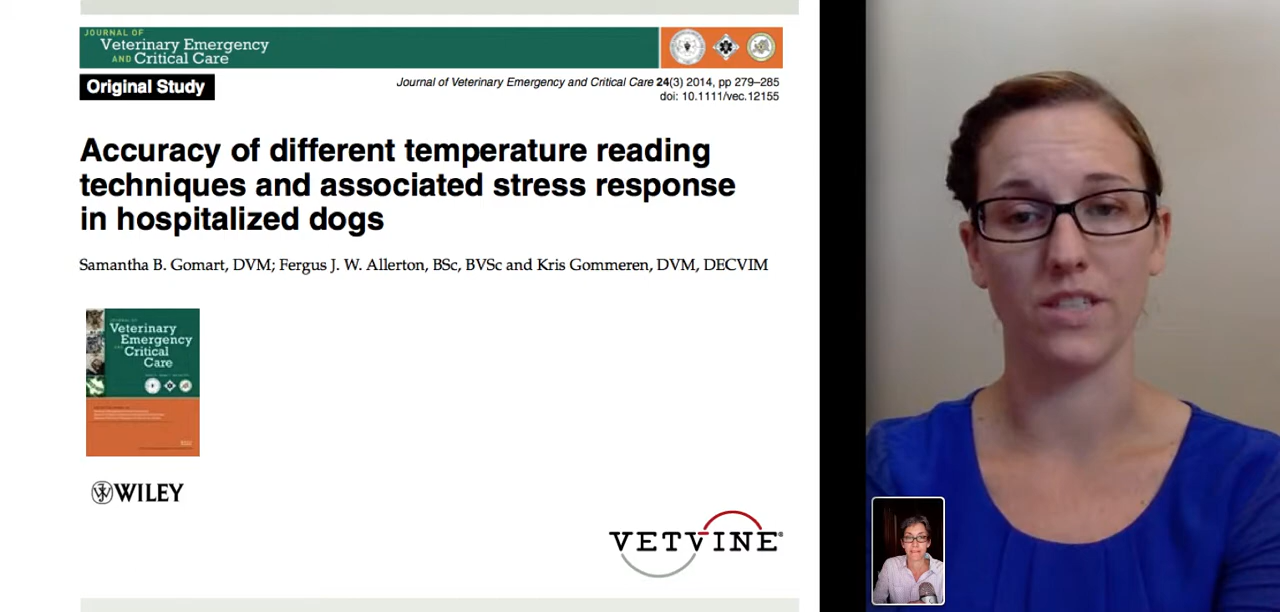 JOURNAL OF
Veterinary Emergency
AND Critical Care
Original Study
Journal of Veterinary Emergency and Critical Care 24(3) 2014, pp 279–285
doi: 10.1111/vec.12155
Accuracy of different temperature reading
techniques and associated stress response
in hospitalized dogs
Samantha B. Gomart, DVM; Fergus J. W. Allerton, BSc, BVSc and Kris Gommeren, DVM, DECVIM
JOURNAL OF
Veterinary
Emergency
AND Critical
Care
WILEY
VETVINE®